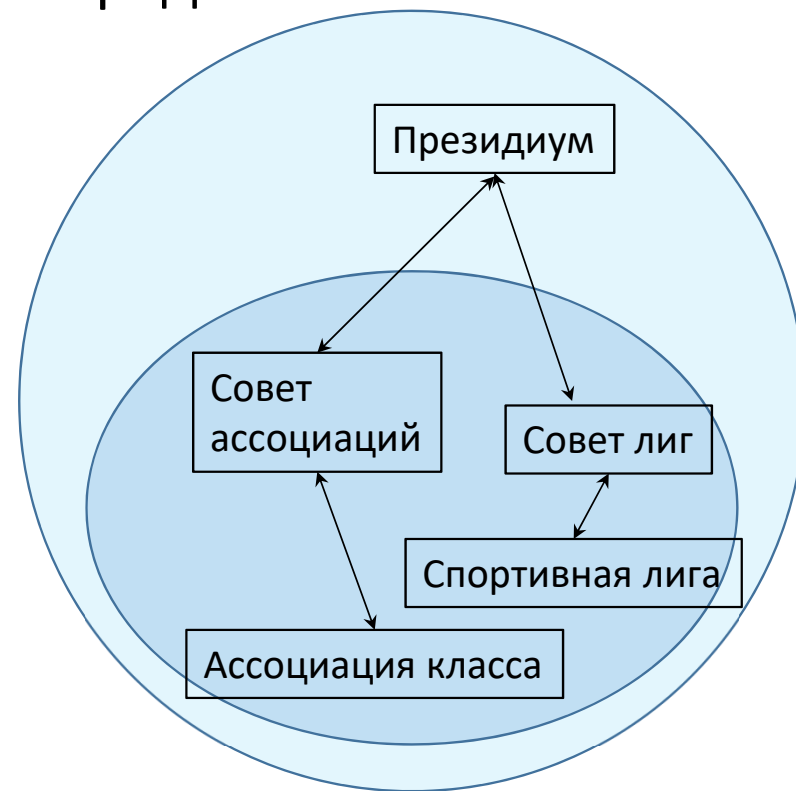 Президиум
Совет
ассоциаций
Совет лиг
Спортивная лига
Ассоциация класса